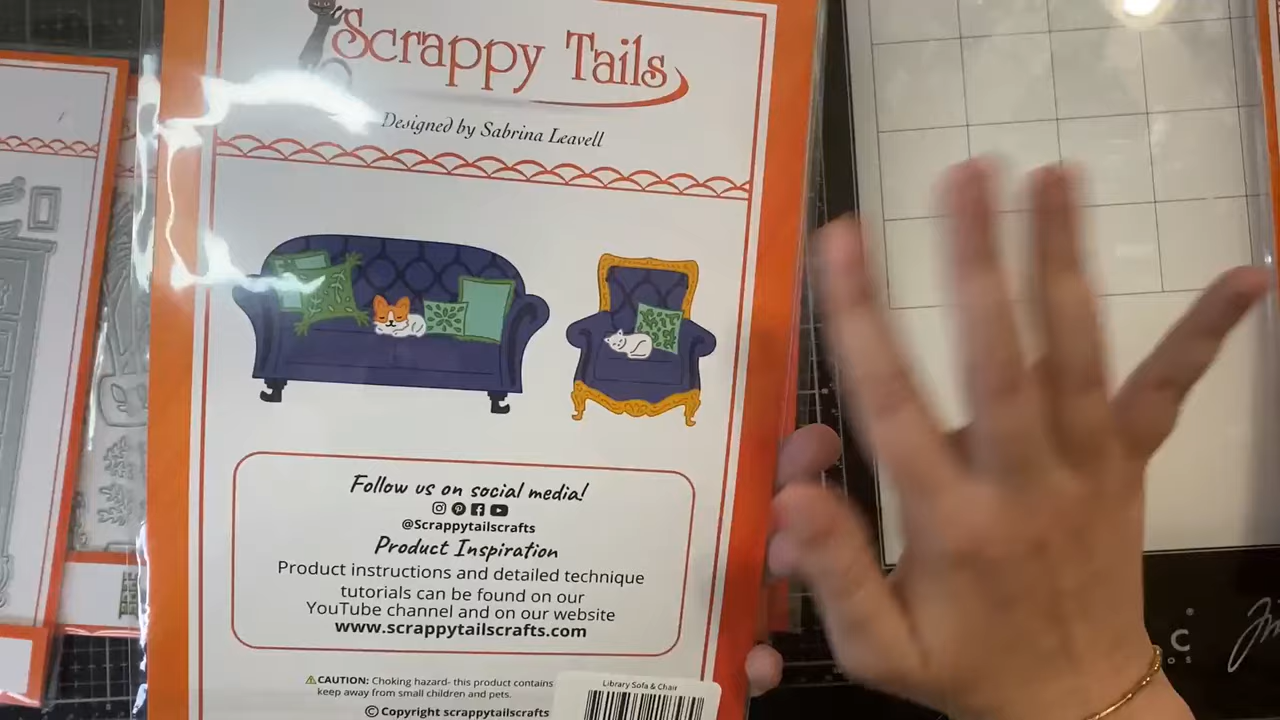 Scrappy Tails
Designed by Sabrina Leavell
Follow us on social media!
@Scrappytailscrafts
Product Inspiration
Product instructions and detailed technique
tutorials can be found on our
YouTube channel and on our website
www.scrappytailscrafts.com
⚠CAUTION: Choking hazard- this product contains
keep away from small children and pets.
© Copyright scrappytailscrafts
Library Sofa & Chair